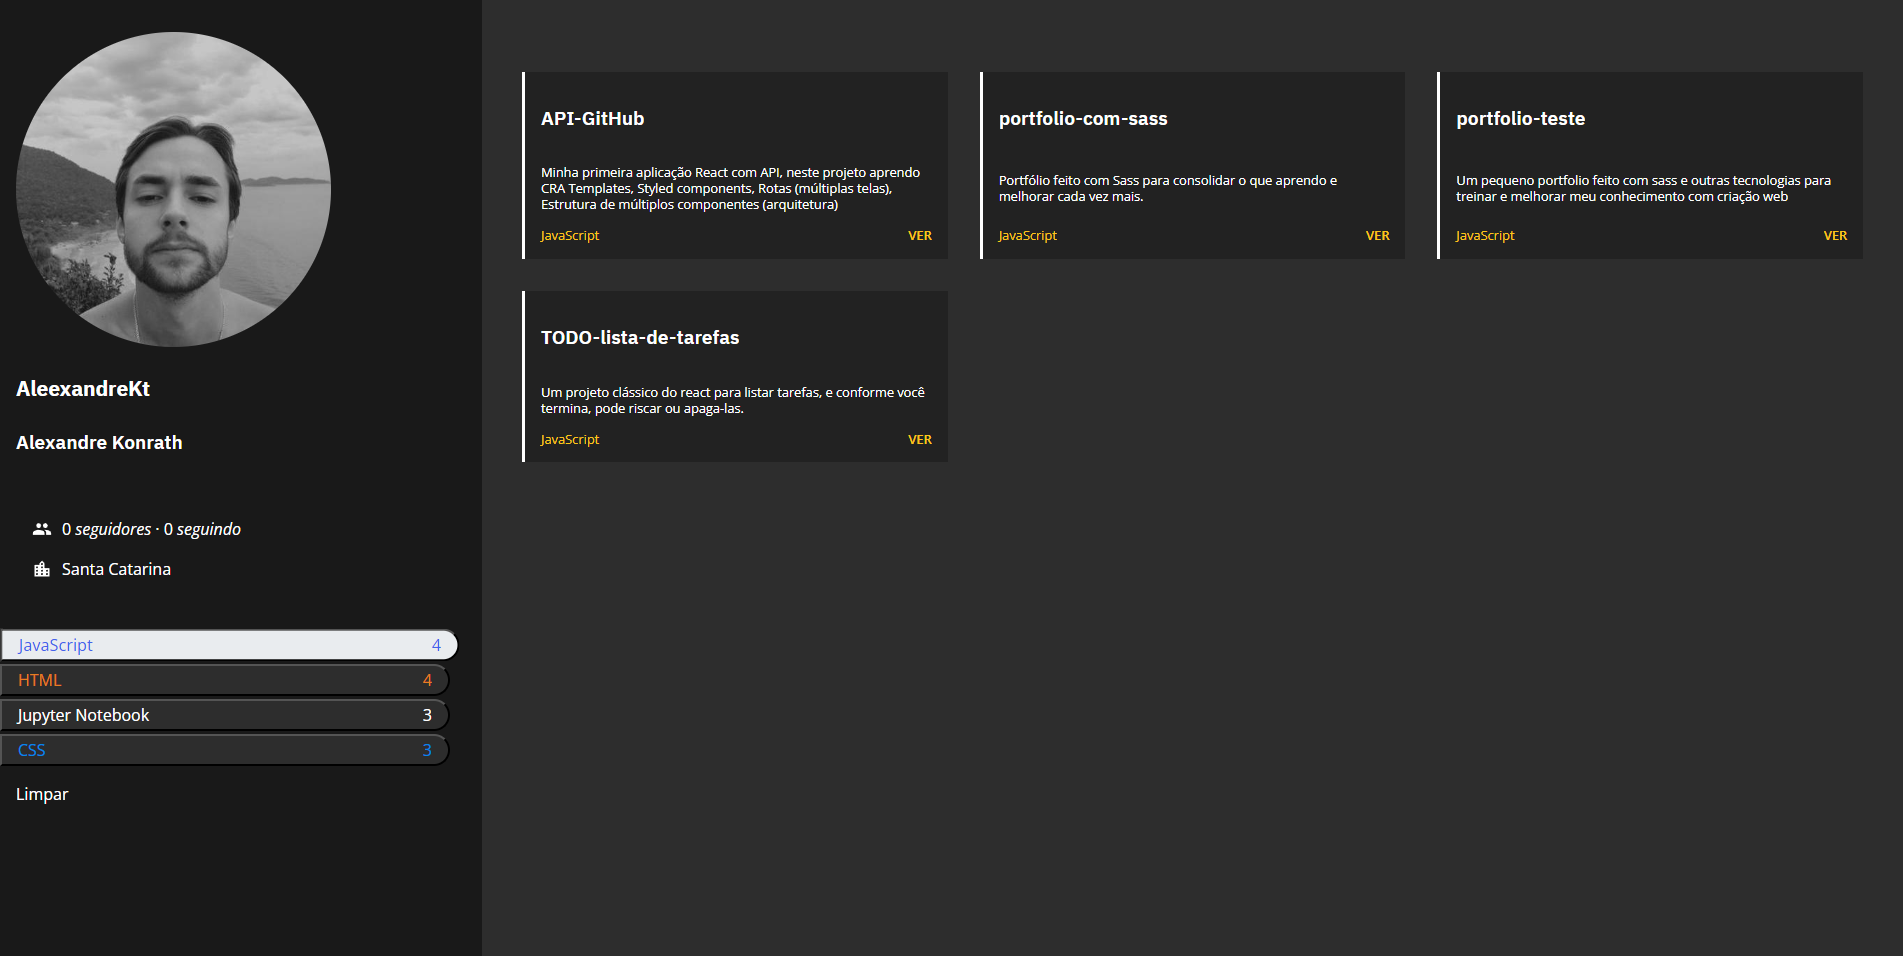 AleexandreKt
Alexandre Konrath
0 seguidores · 0 seguindo
Santa Catarina
JavaScript 4
HTML 4
Jupyter Notebook 3
CSS 3
Limpar
API-GitHub
Minha primeira aplicação React com API, neste projeto aprendo
CRA Templates, Styled components, Rotas (múltiplas telas),
Estrutura de múltiplos componentes (arquitetura)
JavaScript VER
portfolio-com-sass
Portfólio feito com Sass para consolidar o que aprendo e
melhorar cada vez mais.
JavaScript VER
portfolio-teste
Um pequeno portfolio feito com sass e outras tecnologias para
treinar e melhorar meu conhecimento com criação web
JavaScript VER
TODO-lista-de-tarefas
Um projeto clássico do react para listar tarefas, e conforme você
termina, pode riscar ou apaga-las.
JavaScript VER